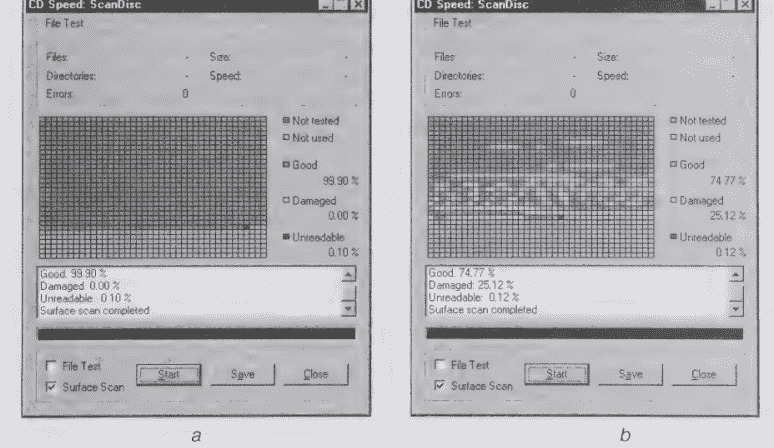 CD Speed: ScanDisc
File Test
Files: - Size: -
Directories: - Speed: -
Errors: 0
Not tested
Not used
Good
99.90 %
Damaged
0.00 %
Unreadable
0.10 %
Good: 99.90 %
Damaged: 0.00 %
Unreadable: 0.10 %
Surface scan completed
File Test
Surface Scan
Start Save Close
a
CD Speed: ScanDisc
File Test
Files: - Size: -
Directories: - Speed: -
Errors: 0
Not tested
Not used
Good
74.77 %
Damaged
25.12 %
Unreadable
0.12 %
Good: 74.77 %
Damaged: 25.12 %
Unreadable: 0.12 %
Surface scan completed
File Test
Surface Scan
Start Save Close
b